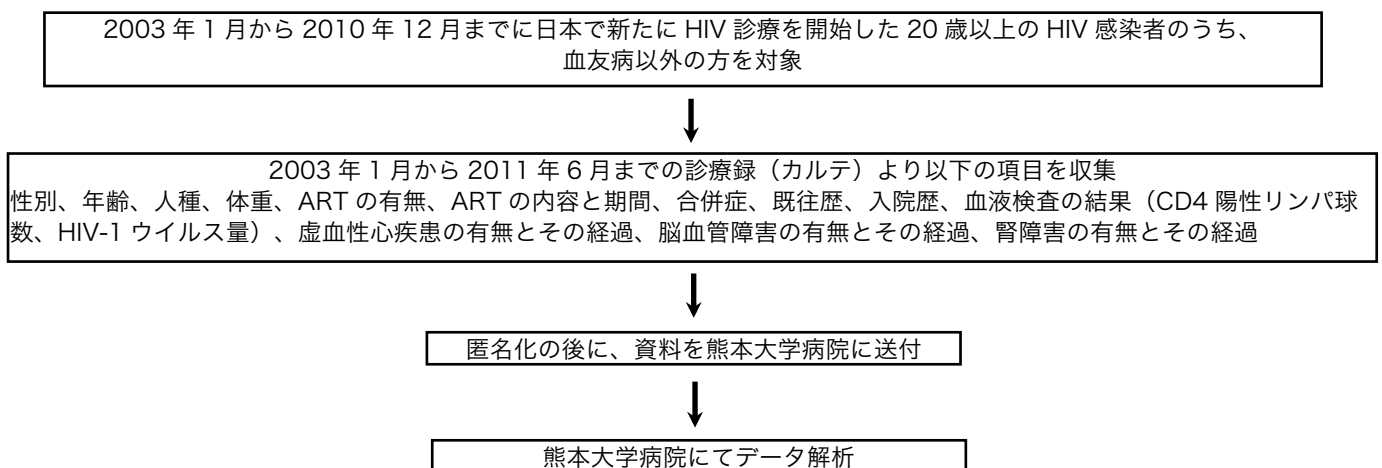 2003 年 1 月から 2010 年 12 月までに日本で新たに HIV 診療を開始した 20 歳以上の HIV 感染者のうち、
血友病以外の方を対象
2003 年 1 月から 2011 年 6 月までの診療録（カルテ）より以下の項目を収集
性別、年齢、人種、体重、ART の有無、ART の内容と期間、合併症、既往歴、入院歴、血液検査の結果（CD4 陽性リンパ球
数、HIV-1 ウイルス量）、虚血性心疾患の有無とその経過、脳血管障害の有無とその経過、腎障害の有無とその経過
匿名化の後に、資料を熊本大学病院に送付
熊本大学病院にてデータ解析